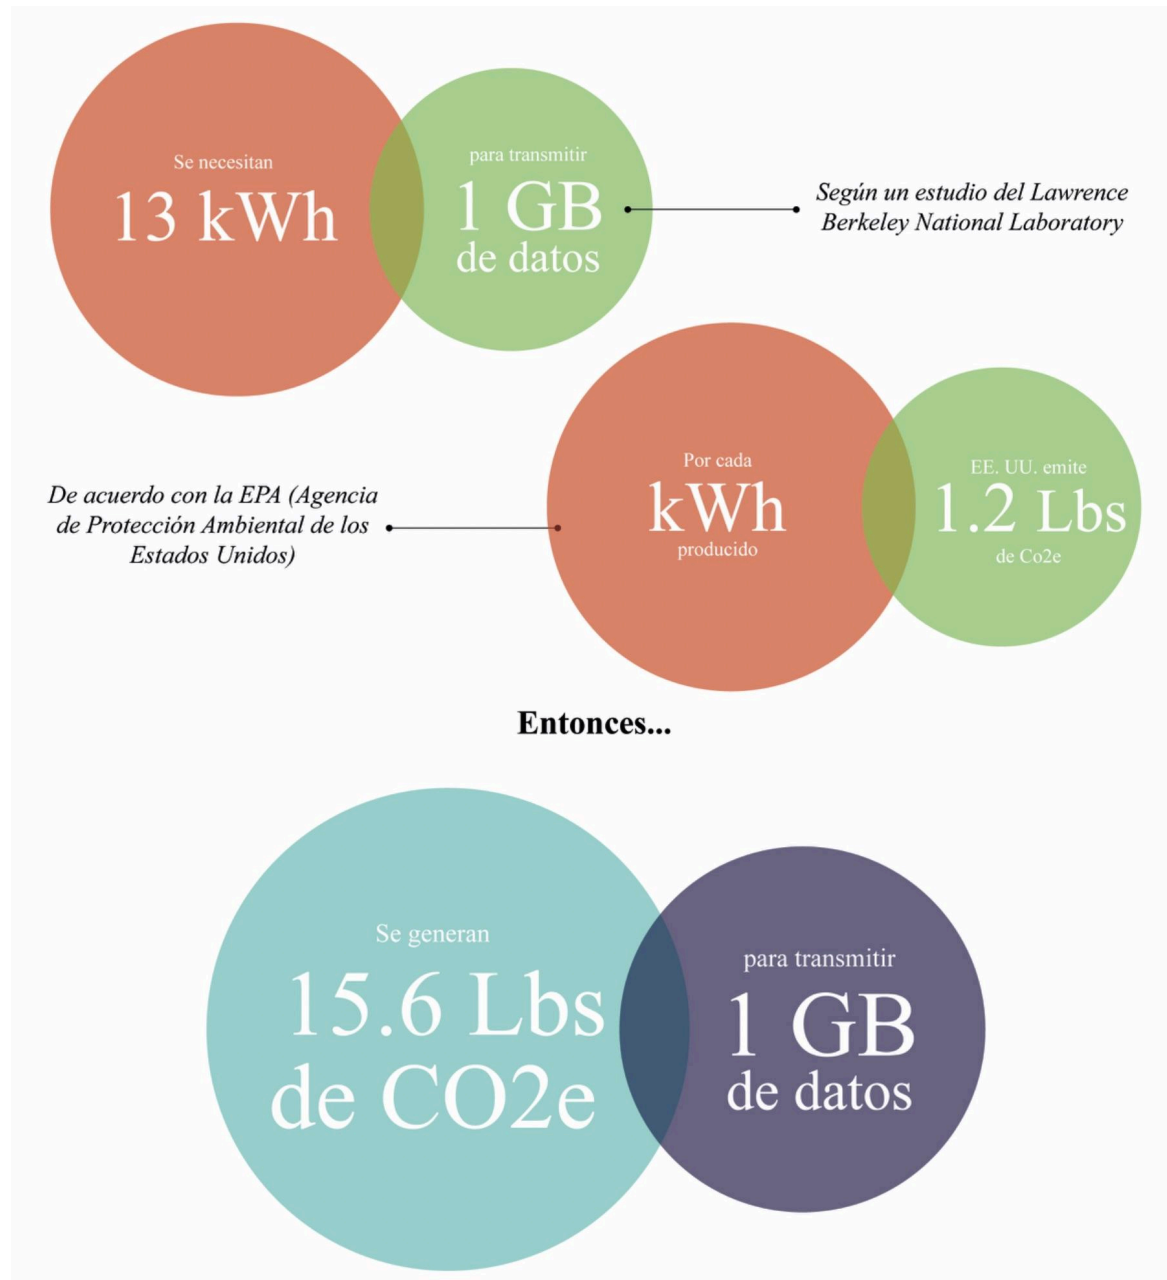 Se necesitan
13 kWh
para transmitir
1 GB
de datos
Según un estudio del Lawrence
Berkeley National Laboratory
De acuerdo con la EPA (Agencia
de Protección Ambiental de los
Estados Unidos)
Por cada
kWh
producido
EE. UU. emite
1.2 Lbs
de Co2e
Entonces...
Se generan
15.6 Lbs
de CO2e
para transmitir
1 GB
de datos